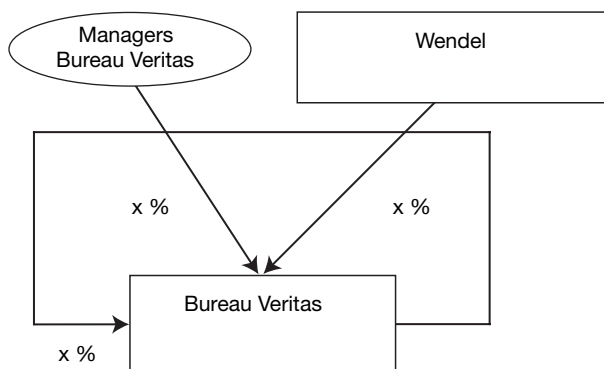 Managers
Bureau Veritas
Wendel
x %
x %
Bureau Veritas
x %